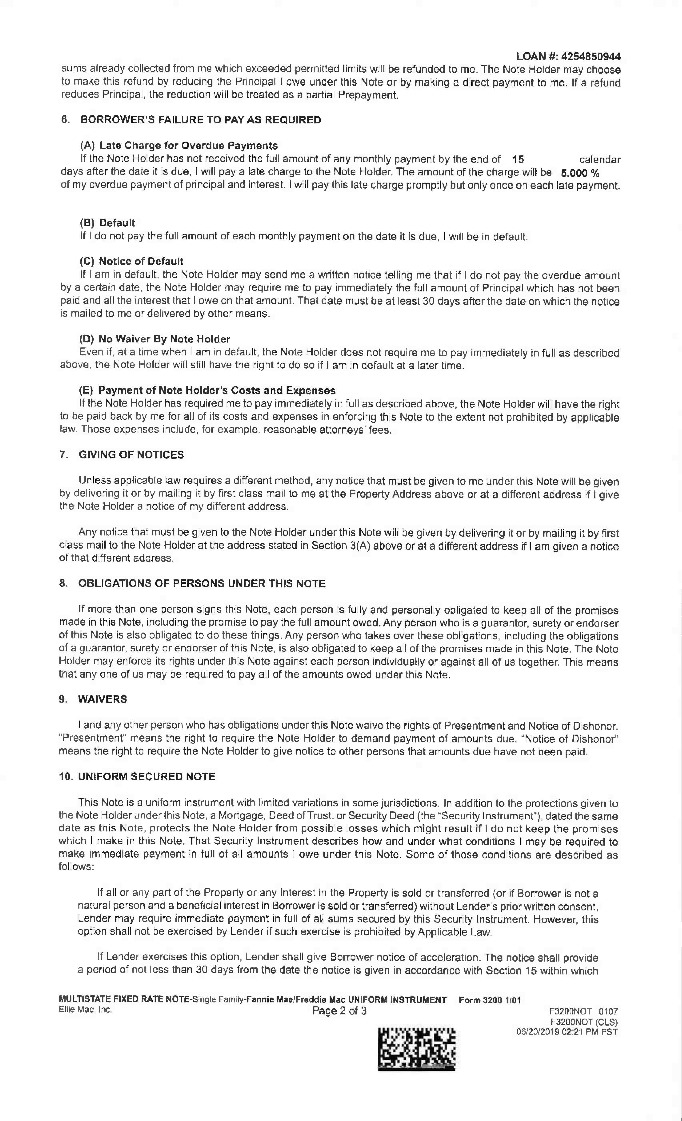 LOAN #: 4254850944
sums already collected from me which exceeded permitted limits will be refunded to me. The Note Holder may choose
to make this refund by reducing the Principal I owe under this Note or by making a direct payment to me. If a refund
reduces Principal, the reduction will be treated as a partial Prepayment.
6. BORROWER'S FAILURE TO PAY AS REQUIRED
(A) Late Charge for Overdue Payments
If the Note Holder has not received the full amount of any monthly payment by the end of 15 calendar
days after the date it is due, I will pay a late charge to the Note Holder. The amount of the charge will be 5.000 %
of my overdue payment of principal and interest. I will pay this late charge promptly but only once on each late payment.
(B) Default
If I do not pay the full amount of each monthly payment on the date it is due, I will be in default.
(C) Notice of Default
If I am in default, the Note Holder may send me a written notice telling me that if I do not pay the overdue amount
by a certain date, the Note Holder may require me to pay immediately the full amount of Principal which has not been
paid and all the interest that I owe on that amount. That date must be at least 30 days after the date on which the notice
is mailed to me or delivered by other means.
(D) No Waiver By Note Holder
Even if, at a time when I am in default, the Note Holder does not require me to pay immediately in full as described
above, the Note Holder will still have the right to do so if I am in default at a later time.
(E) Payment of Note Holder's Costs and Expenses
If the Note Holder has required me to pay immediately in full as described above, the Note Holder will have the right
to be paid back by me for all of its costs and expenses in enforcing this Note to the extent not prohibited by applicable
law. Those expenses include, for example, reasonable attorneys' fees.
7. GIVING OF NOTICES
Unless applicable law requires a different method, any notice that must be given to me under this Note will be given
by delivering it or by mailing it by first class mail to me at the Property Address above or at a different address if I give
the Note Holder a notice of my different address.
Any notice that must be given to the Note Holder under this Note will be given by delivering it or by mailing it by first
class mail to the Note Holder at the address stated in Section 3(A) above or at a different address if I am given a notice
of that different address.
8. OBLIGATIONS OF PERSONS UNDER THIS NOTE
If more than one person signs this Note, each person is fully and personally obligated to keep all of the promises
made in this Note, including the promise to pay the full amount owed. Any person who is a guarantor, surety or endorser
of this Note is also obligated to do these things. Any person who takes over these obligations, including the obligations
of a guarantor, surety or endorser of this Note, is also obligated to keep all of the promises made in this Note. The Note
Holder may enforce its rights under this Note against each person individually or against all of us together. This means
that any one of us may be required to pay all of the amounts owed under this Note.
9. WAIVERS
I and any other person who has obligations under this Note waive the rights of Presentment and Notice of Dishonor.
"Presentment" means the right to require the Note Holder to demand payment of amounts due. "Notice of Dishonor"
means the right to require the Note Holder to give notice to other persons that amounts due have not been paid.
10. UNIFORM SECURED NOTE
This Note is a uniform instrument with limited variations in some jurisdictions. In addition to the protections given to
the Note Holder under this Note, a Mortgage, Deed of Trust, or Security Deed (the "Security Instrument"), dated the same
date as this Note, protects the Note Holder from possible losses which might result if I do not keep the promises
which I make in this Note. That Security Instrument describes how and under what conditions I may be required to
make immediate payment in full of all amounts I owe under this Note. Some of those conditions are described as
follows:
If all or any part of the Property or any Interest in the Property is sold or transferred (or if Borrower is not a
natural person and a beneficial interest in Borrower is sold or transferred) without Lender's prior written consent,
Lender may require immediate payment in full of all sums secured by this Security Instrument. However, this
option shall not be exercised by Lender if such exercise is prohibited by Applicable Law.
If Lender exercises this option, Lender shall give Borrower notice of acceleration. The notice shall provide
a period of not less than 30 days from the date the notice is given in accordance with Section 15 within which
MULTISTATE FIXED RATE NOTE-Single Family-Fannie Mae/Freddie Mac UNIFORM INSTRUMENT Form 3200 1/01
Ellie Mae, Inc. Page 2 of 3 F3200NOT 0107
F3200NOT (CLS)
06/20/2019 02:21 PM PST